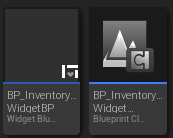 BP_Inventory...
WidgetBP
Widget Blu...
BP_Inventory...
Widget...
Blueprint Cl...